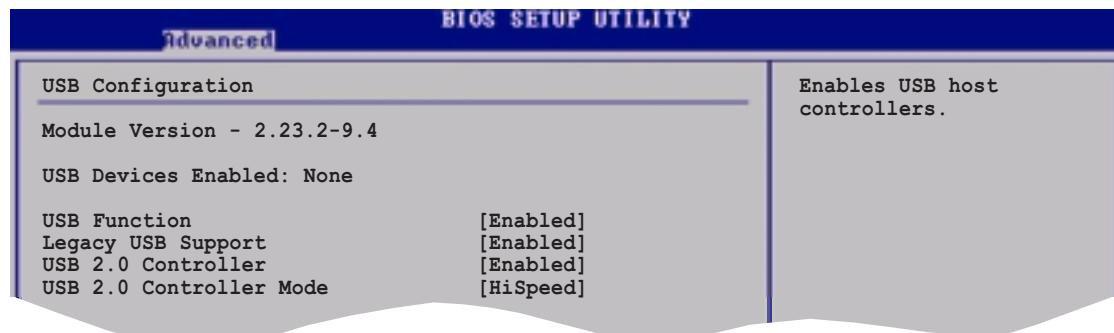 BIOS SETUP UTILITY
Advanced
USB Configuration
Module Version - 2.23.2-9.4
USB Devices Enabled: None
USB Function [Enabled]
Legacy USB Support [Enabled]
USB 2.0 Controller [Enabled]
USB 2.0 Controller Mode [HiSpeed]
Enables USB host
controllers.